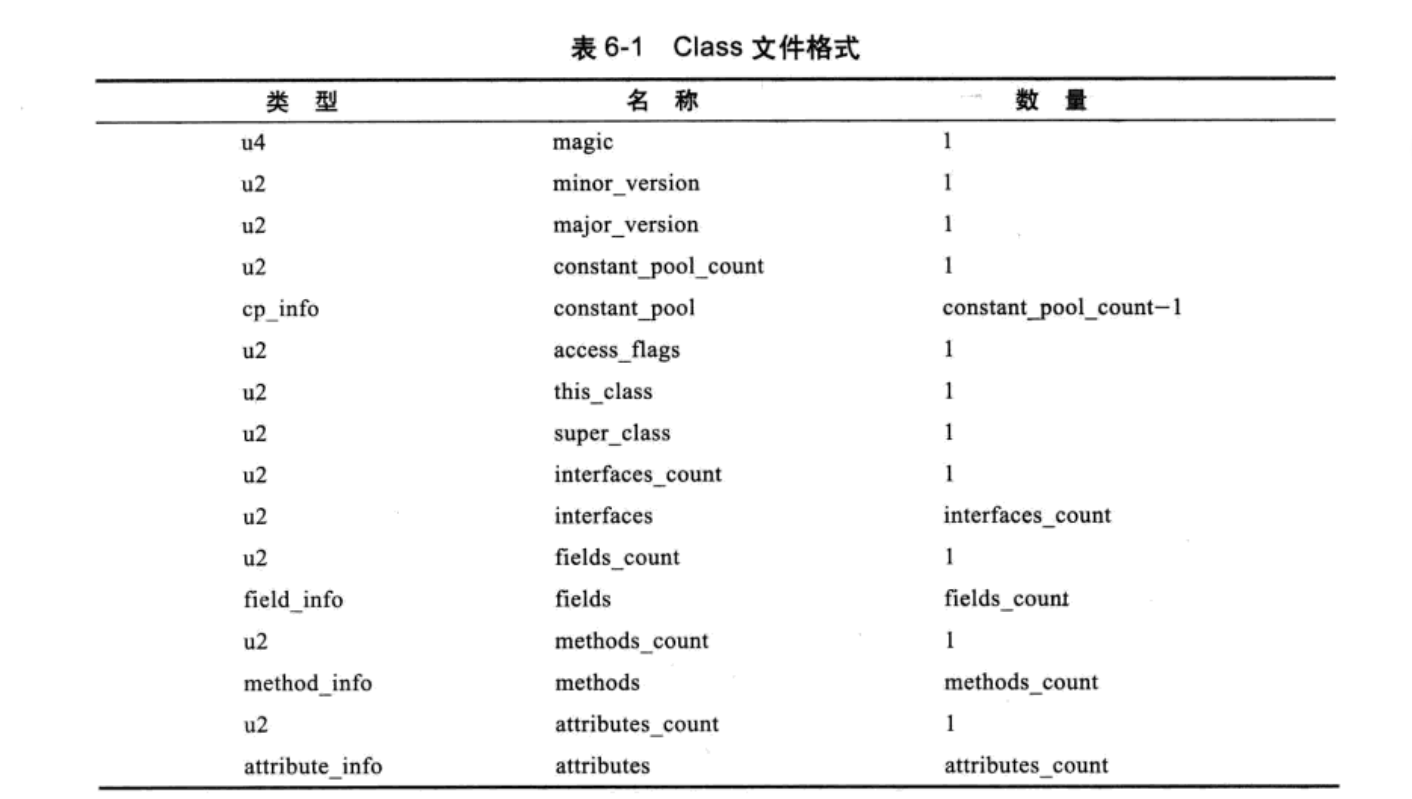 表 6-1 Class 文件格式
类 型 名 称 数 量
u4 magic 1
u2 minor_version 1
u2 major_version 1
u2 constant_pool_count 1
cp_info constant_pool constant_pool_count−1
u2 access_flags 1
u2 this_class 1
u2 super_class 1
u2 interfaces_count 1
u2 interfaces interfaces_count
u2 fields_count 1
field_info fields fields_count
u2 methods_count 1
method_info methods methods_count
u2 attributes_count 1
attribute_info attributes attributes_count